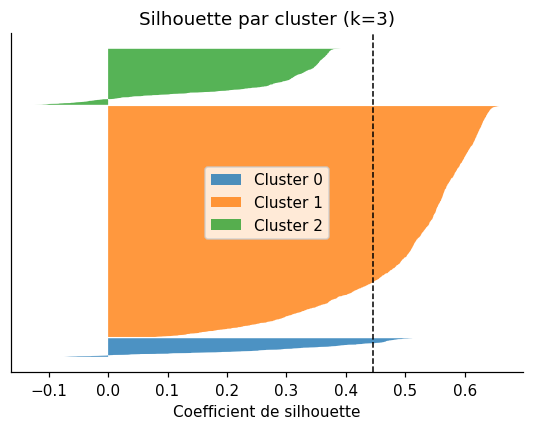 Silhouette par cluster (k=3)
Cluster 0
Cluster 1
Cluster 2
−0.1 0.0 0.1 0.2 0.3 0.4 0.5 0.6
Coefficient de silhouette